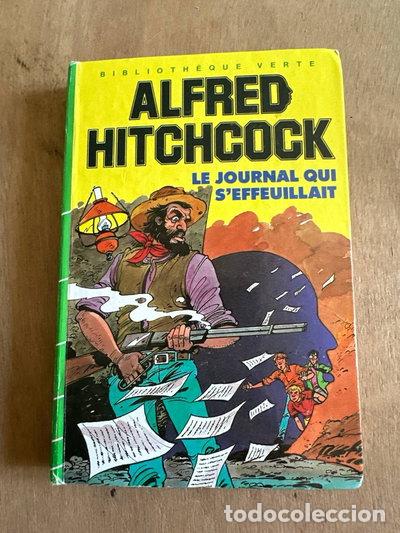 BIBLIOTHÈQUE VERTE
ALFRED
HITCHCOCK
LE JOURNAL QUI
S'EFFEUILLAIT
todocoleccion